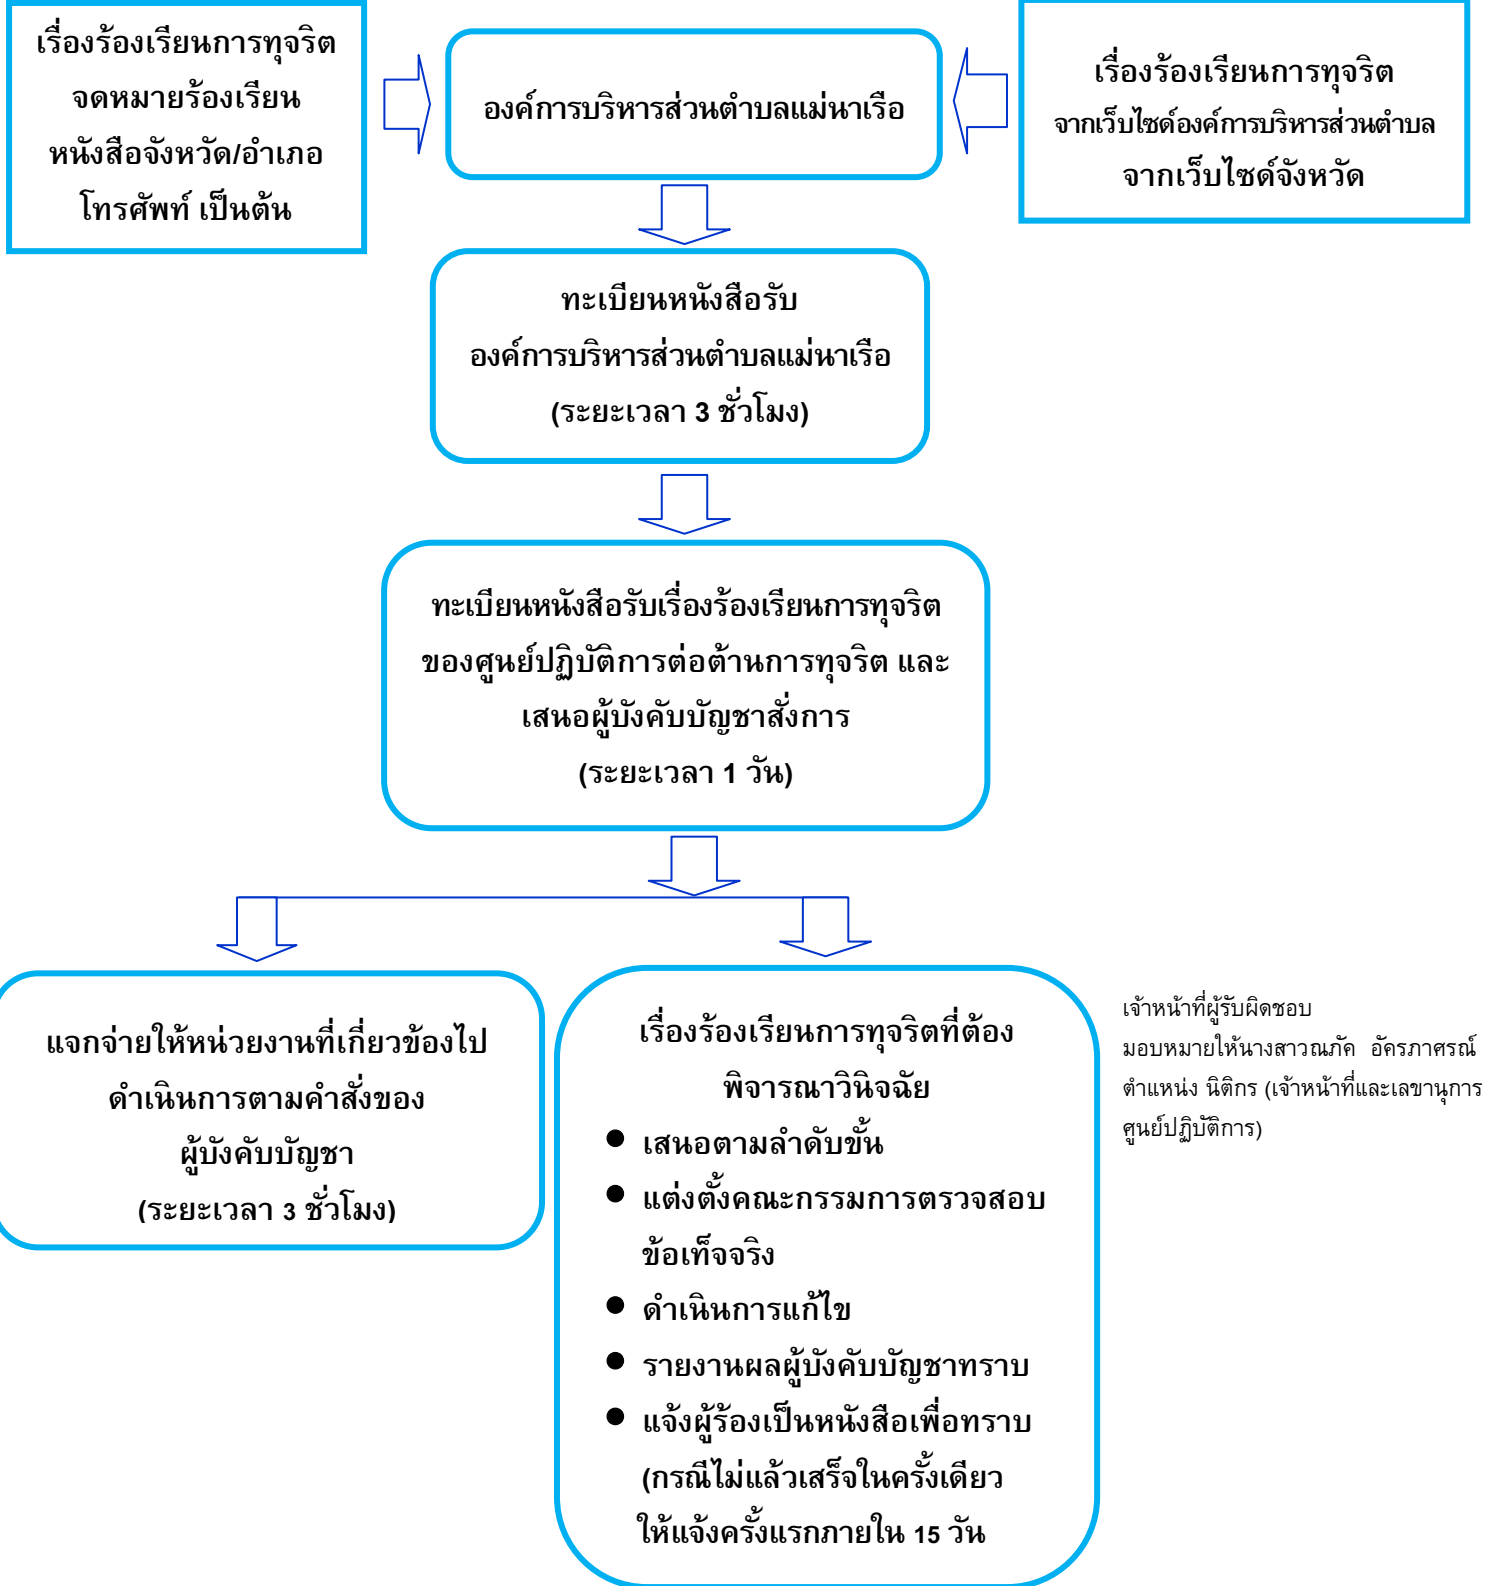 เรื่องร้องเรียนการทุจริต
จดหมายร้องเรียน
หนังสือจังหวัด/อำเภอ
โทรศัพท์ เป็นต้น
องค์การบริหารส่วนตำบลแม่นาเรือ
เรื่องร้องเรียนการทุจริต
จากเว็บไซด์องค์การบริหารส่วนตำบล
จากเว็บไซด์จังหวัด
ทะเบียนหนังสือรับ
องค์การบริหารส่วนตำบลแม่นาเรือ
(ระยะเวลา 3 ชั่วโมง)
ทะเบียนหนังสือรับเรื่องร้องเรียนการทุจริต
ของศูนย์ปฏิบัติการต่อต้านการทุจริต และ
เสนอผู้บังคับบัญชาสั่งการ
(ระยะเวลา 1 วัน)
แจกจ่ายให้หน่วยงานที่เกี่ยวข้องไป
ดำเนินการตามคำสั่งของ
ผู้บังคับบัญชา
(ระยะเวลา 3 ชั่วโมง)
เรื่องร้องเรียนการทุจริตที่ต้อง
พิจารณาวินิจฉัย
● เสนอตามลำดับขั้น
● แต่งตั้งคณะกรรมการตรวจสอบ
ข้อเท็จจริง
● ดำเนินการแก้ไข
● รายงานผลผู้บังคับบัญชาทราบ
● แจ้งผู้ร้องเป็นหนังสือเพื่อทราบ
(กรณีไม่แล้วเสร็จในครั้งเดียว
ให้แจ้งครั้งแรกภายใน 15 วัน
เจ้าหน้าที่ผู้รับผิดชอบ
มอบหมายให้นางสาวณภัค อัครภาศรณ์
ตำแหน่ง นิติกร (เจ้าหน้าที่และเลขานุการ
ศูนย์ปฏิบัติการ)